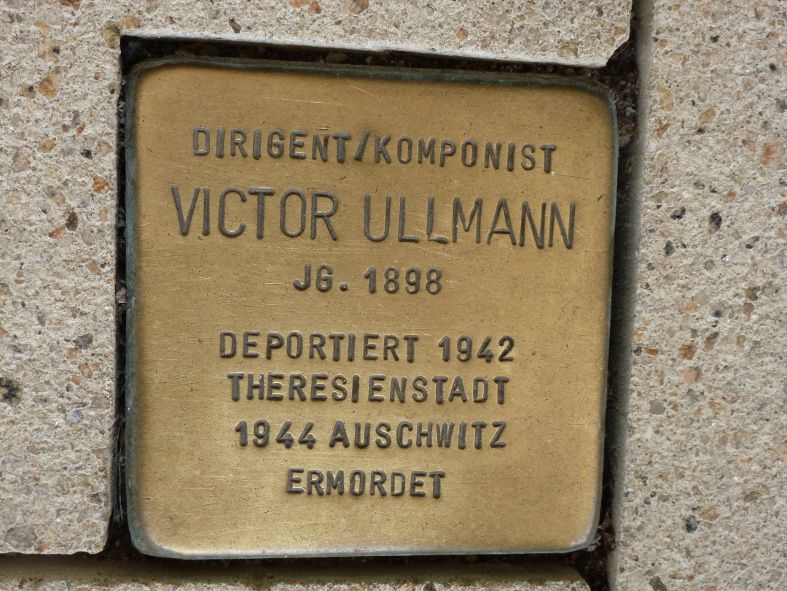 DIRIGENT/KOMPONIST
VICTOR ULLMANN
JG. 1898
DEPORTIERT 1942
THERESIENSTADT
1944 AUSCHWITZ
ERMORDET